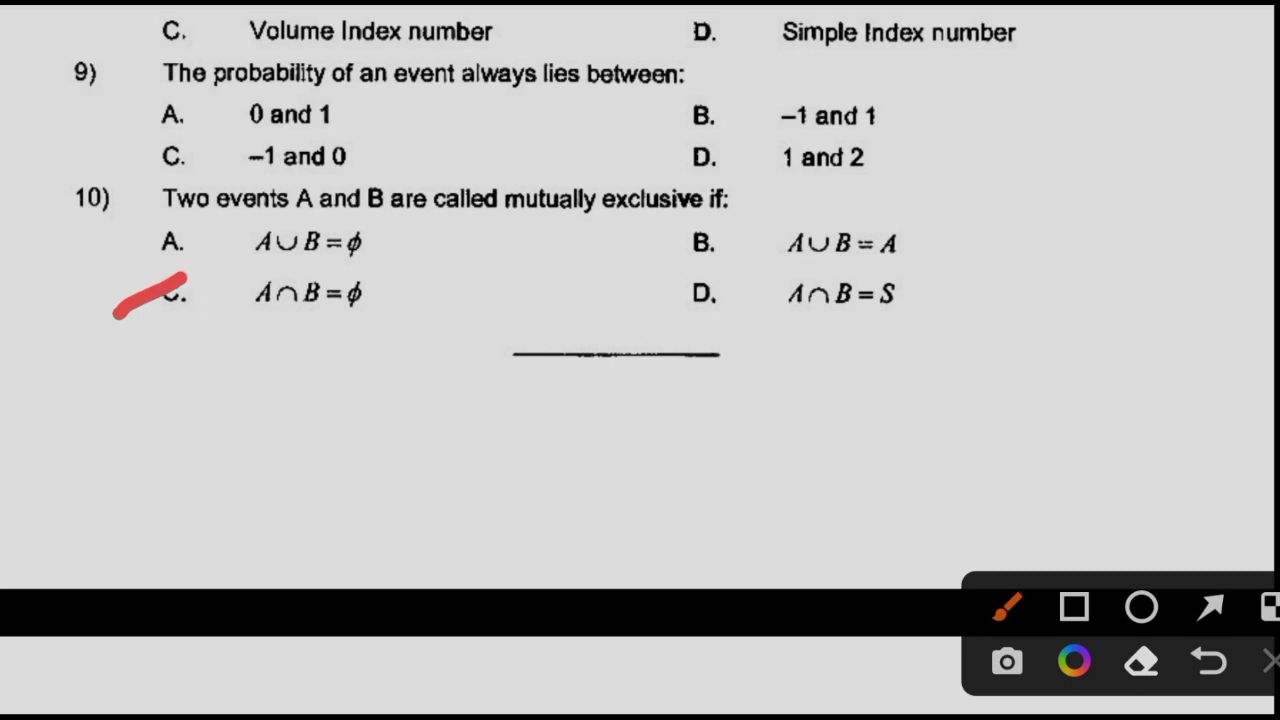 C. Volume Index number D. Simple Index number
9) The probability of an event always lies between:
A. 0 and 1 B. –1 and 1
C. –1 and 0 D. 1 and 2
10) Two events A and B are called mutually exclusive if:
A. A∪B=ϕ B. A∪B=A
C. A∩B=ϕ D. A∩B=S